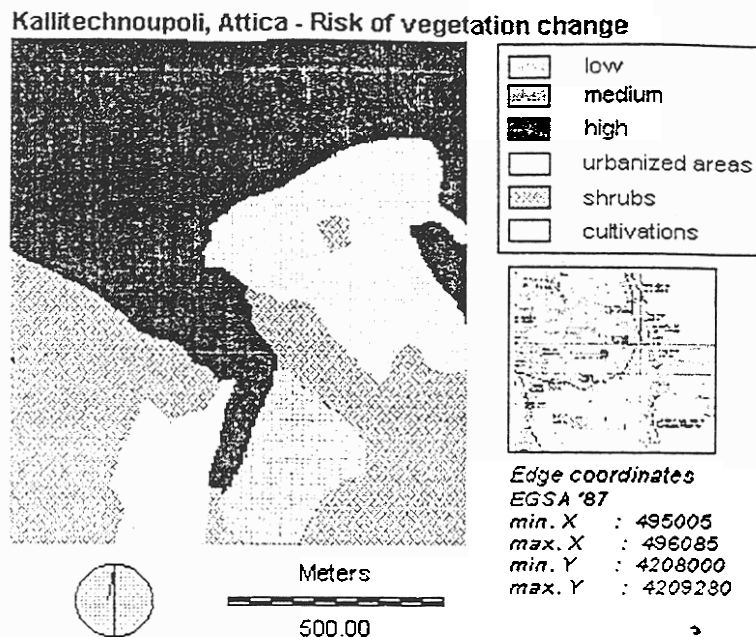 Kallitechnoupoli, Attica - Risk of vegetation change
low
medium
high
urbanized areas
shrubs
cultivations
Edge coordinates
EGSA '87
min. X : 495005
max. X : 496085
min. Y : 4208000
max. Y : 4209280
Meters
500.00